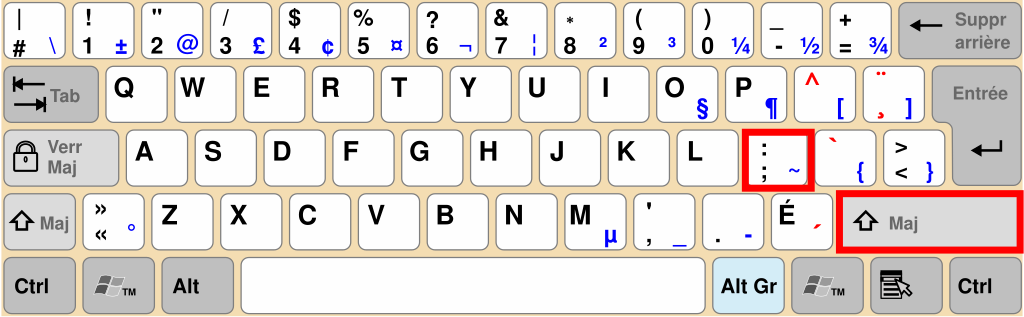 | ! " / $ % ? & * ( ) _ + Suppr
# \ 1 ± 2 @ 3 £ 4 ¢ 5 ¤ 6 ¬ 7 ¦ 8 ² 9 ³ 0 ¼ - ½ = ¾ arrière
Tab Q W E R T Y U I O § P ¶ ^ [ ¨ ¸ ] Entrée
Verr
Maj
A S D F G H J K L : ; ~ ` { > < }
Maj » « ° Z X C V B N M µ ' , _ . - É ´ Maj
Ctrl TM Alt Alt Gr TM Ctrl